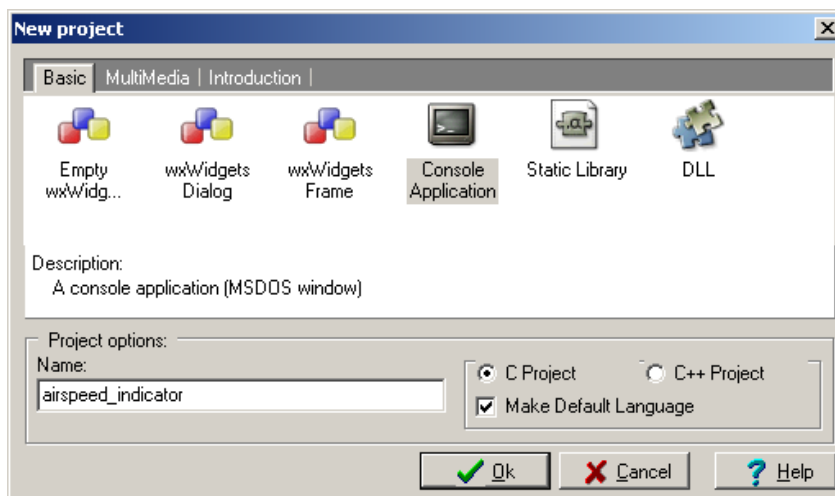 New project
Basic MultiMedia Introduction
Empty wxWidg...
wxWidgets Dialog
wxWidgets Frame
Console Application
Static Library
DLL
Description:
A console application (MSDOS window)
Project options:
Name:
airspeed_indicator
C Project
C++ Project
Make Default Language
Ok
Cancel
Help